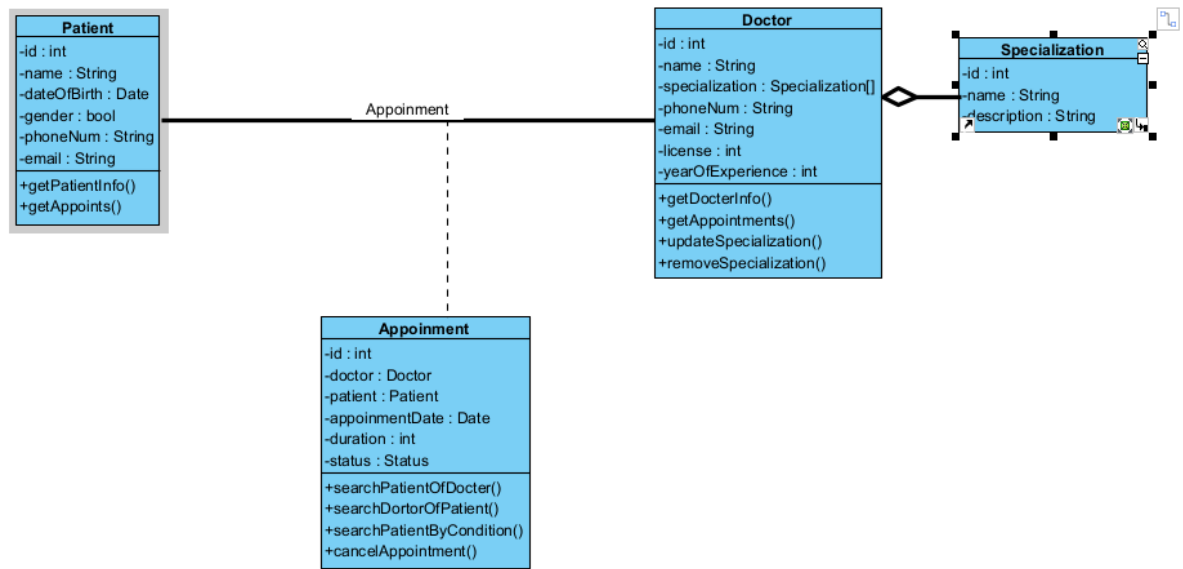 Patient
-id : int
-name : String
-dateOfBirth : Date
-gender : bool
-phoneNum : String
-email : String
+getPatientInfo()
+getAppoints()
Appoinment
Doctor
-id : int
-name : String
-specialization : Specialization[]
-phoneNum : String
-email : String
-license : int
-yearOfExperience : int
+getDocterInfo()
+getAppointments()
+updateSpecialization()
+removeSpecialization()
Specialization
-id : int
-name : String
-description : String
Appoinment
-id : int
-doctor : Doctor
-patient : Patient
-appoinmentDate : Date
-duration : int
-status : Status
+searchPatientOfDocter()
+searchDortorOfPatient()
+searchPatientByCondition()
+cancelAppointment()